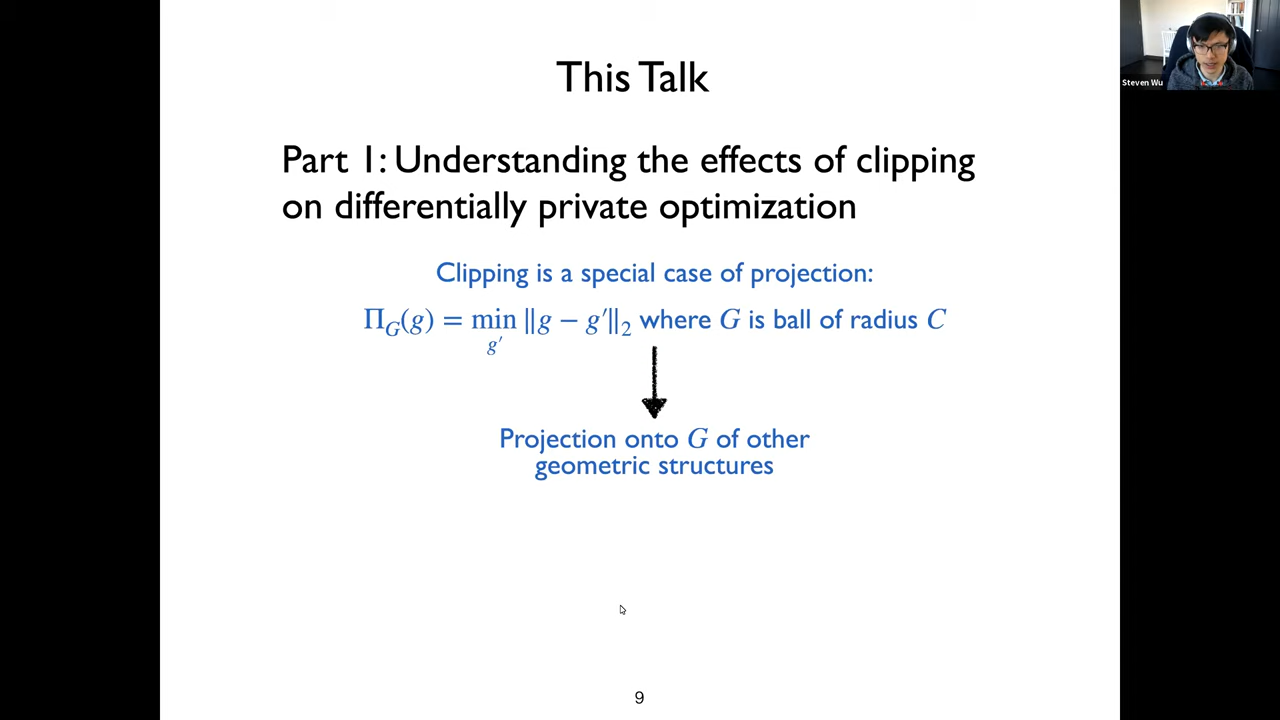 This Talk
Steven Wu
Part 1: Understanding the effects of clipping
on differentially private optimization
Clipping is a special case of projection:
Π_G(g) = min_{g′} ‖g − g′‖₂ where G is ball of radius C
Projection onto G of other
geometric structures
9